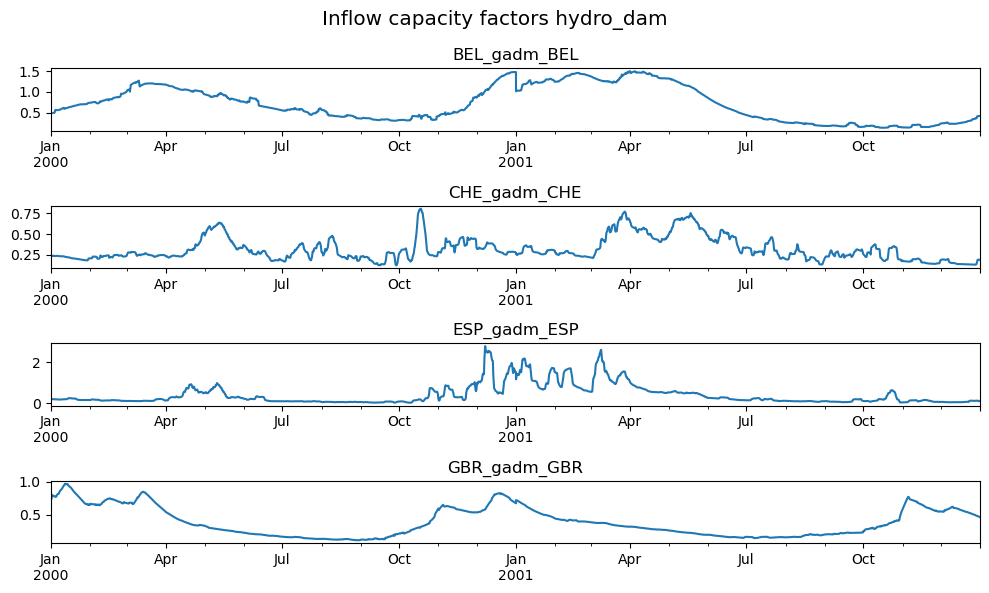 Inflow capacity factors hydro_dam
BEL_gadm_BEL
1.5
1.0
0.5
Jan Apr Jul Oct Jan Apr Jul Oct
2000 2001
CHE_gadm_CHE
0.75
0.50
0.25
Jan Apr Jul Oct Jan Apr Jul Oct
2000 2001
ESP_gadm_ESP
2
0
Jan Apr Jul Oct Jan Apr Jul Oct
2000 2001
GBR_gadm_GBR
1.0
0.5
Jan Apr Jul Oct Jan Apr Jul Oct
2000 2001